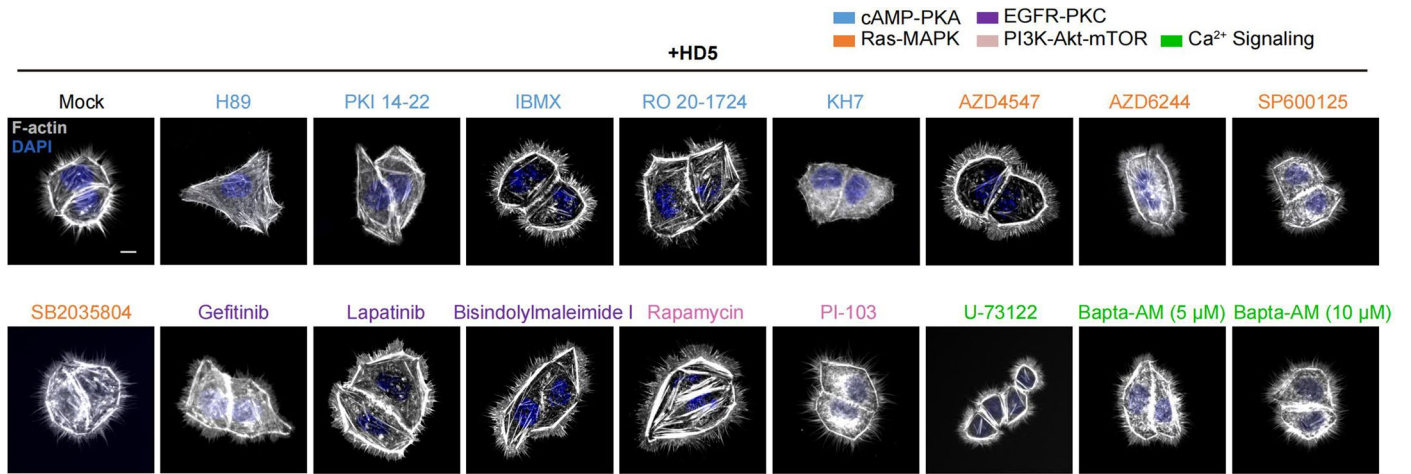 cAMP-PKA EGFR-PKC
Ras-MAPK PI3K-Akt-mTOR Ca²⁺ Signaling
+HD5
Mock H89 PKI 14-22 IBMX RO 20-1724 KH7 AZD4547 AZD6244 SP600125
F-actin
DAPI
SB2035804 Gefitinib Lapatinib Bisindolylmaleimide I Rapamycin PI-103 U-73122 Bapta-AM (5 µM) Bapta-AM (10 µM)